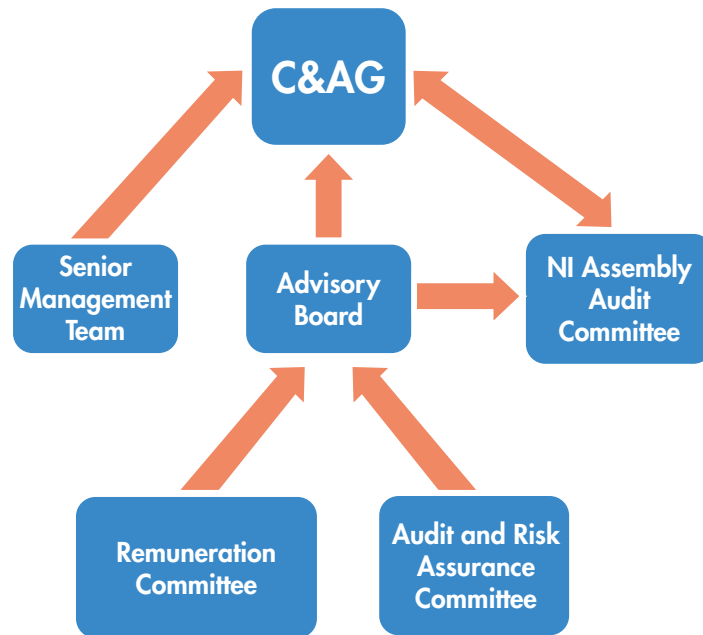 C&AG
Senior
Management
Team
Advisory
Board
NI Assembly
Audit
Committee
Remuneration
Committee
Audit and Risk
Assurance
Committee